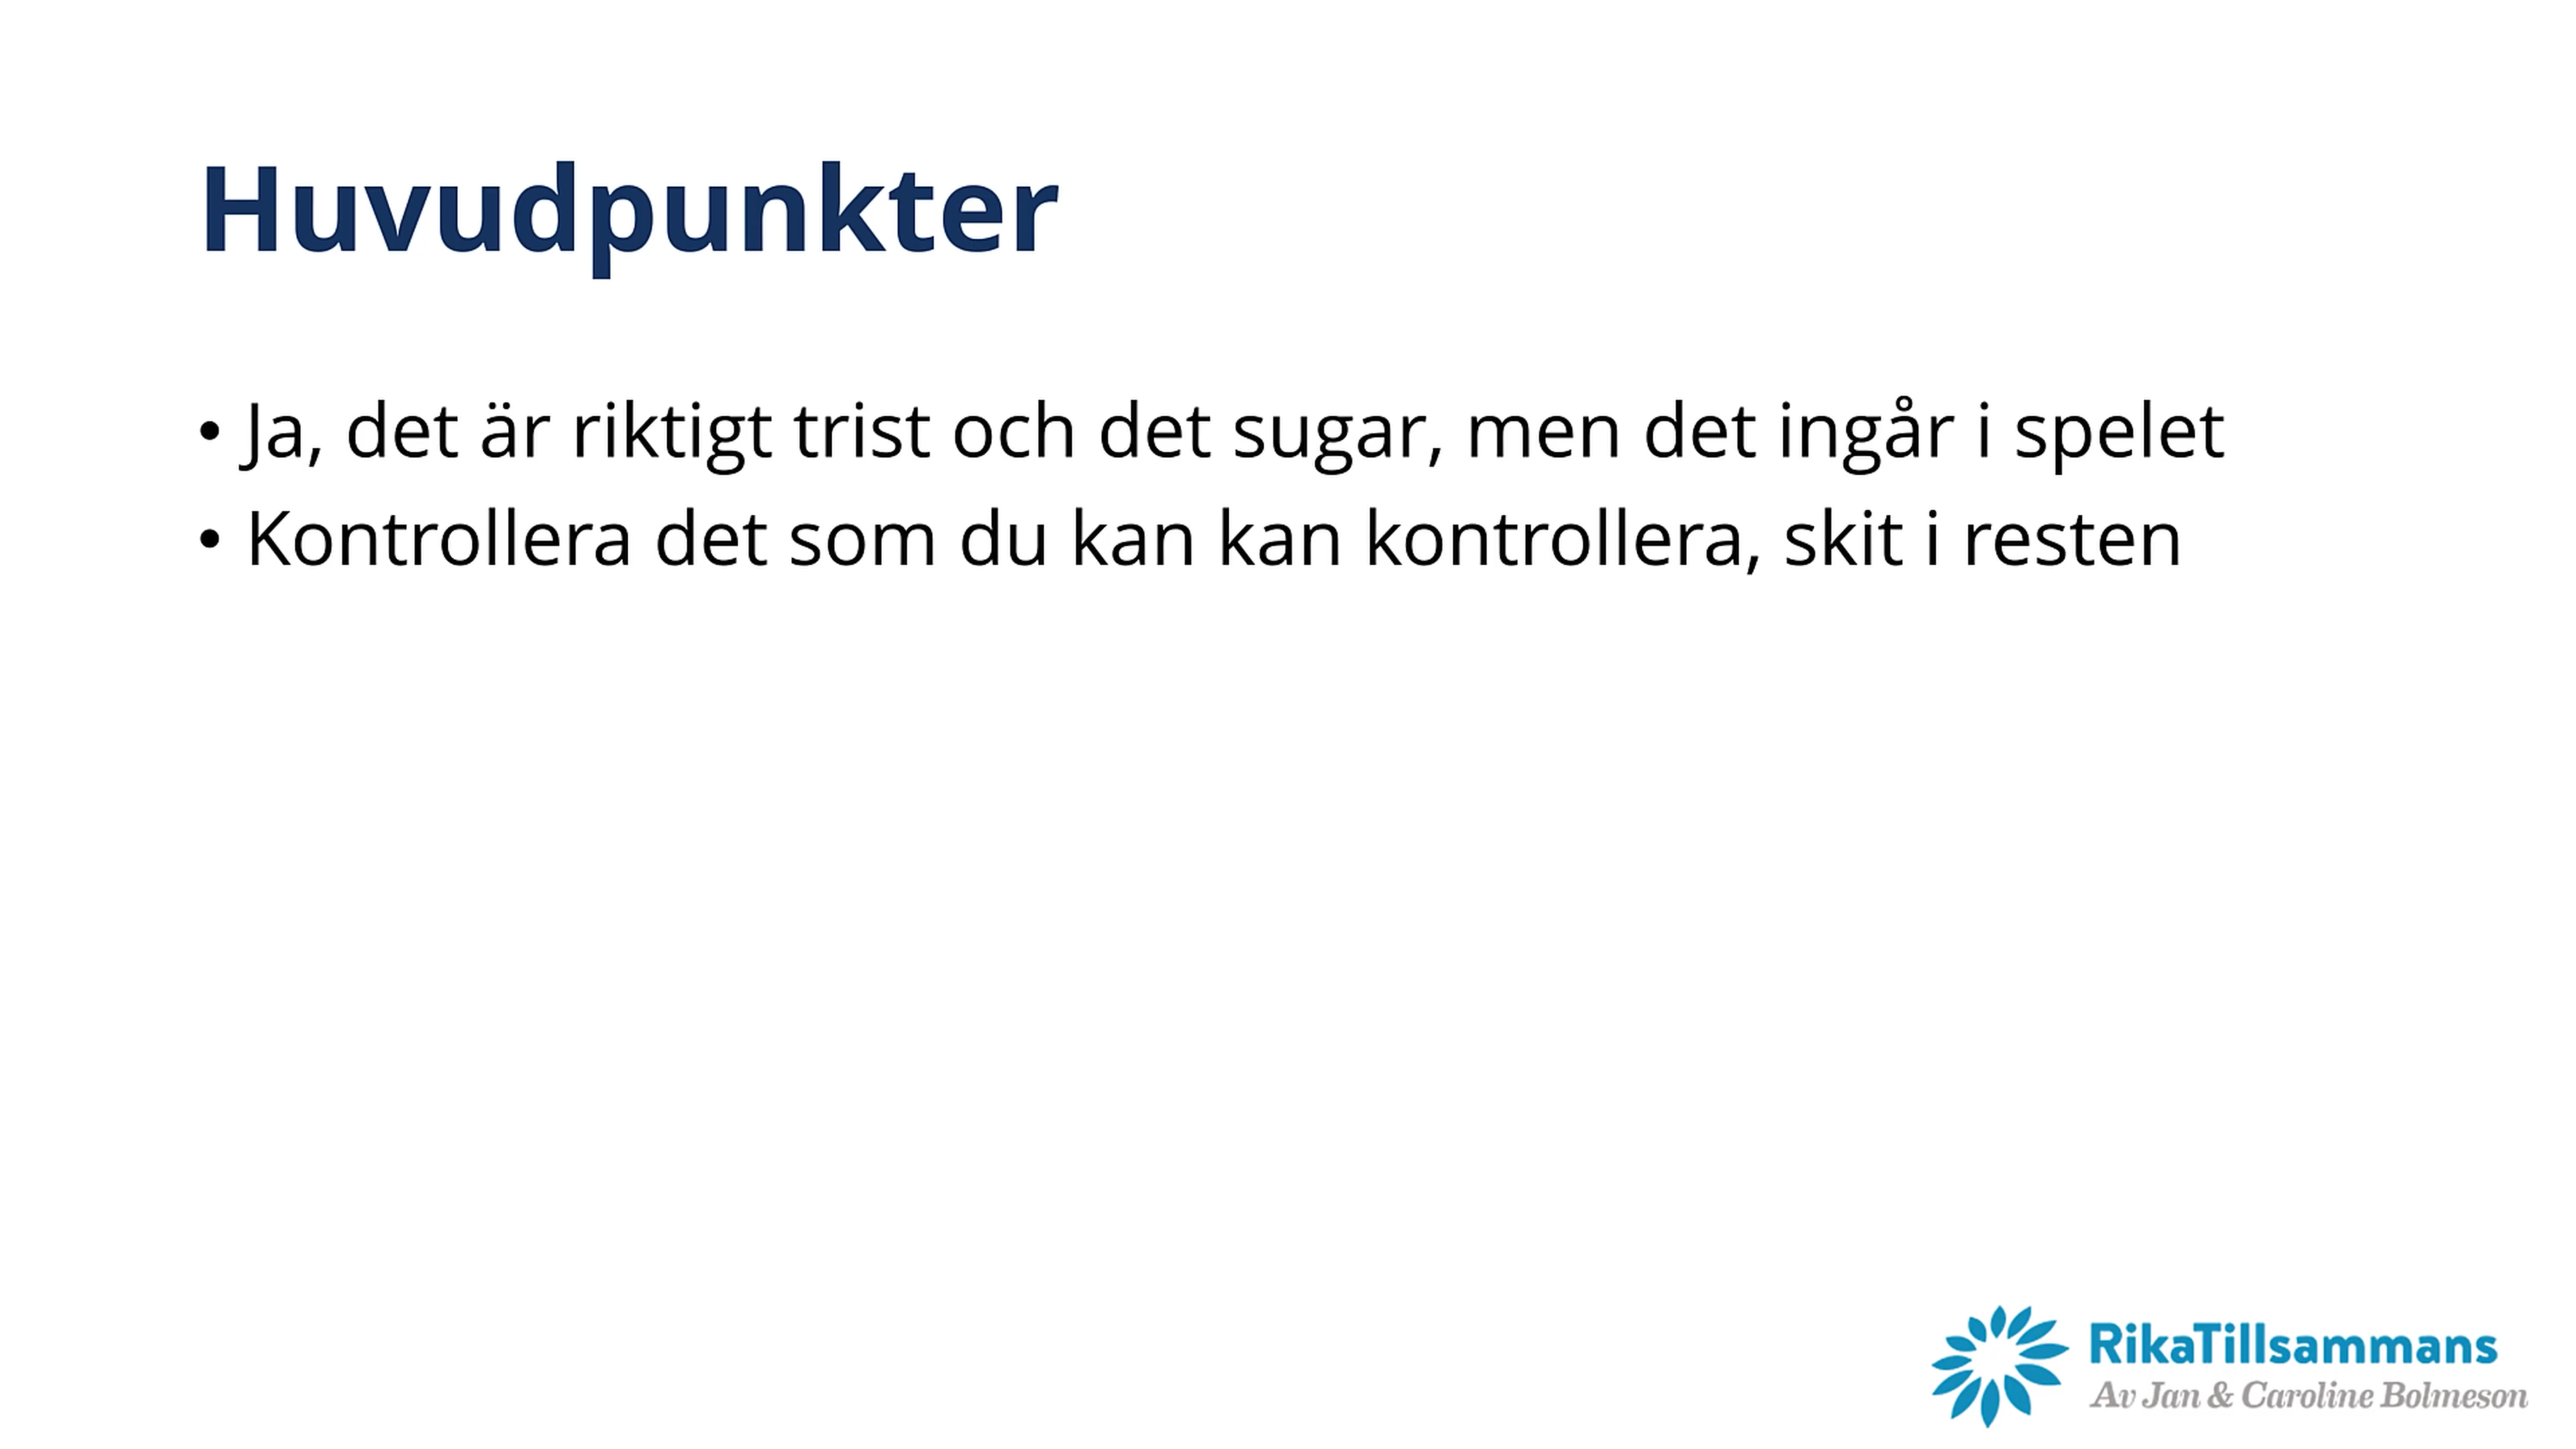 Huvudpunkter
• Ja, det är riktigt trist och det sugar, men det ingår i spelet
• Kontrollera det som du kan kan kontrollera, skit i resten
RikaTillsammans
Av Jan & Caroline Bolmeson